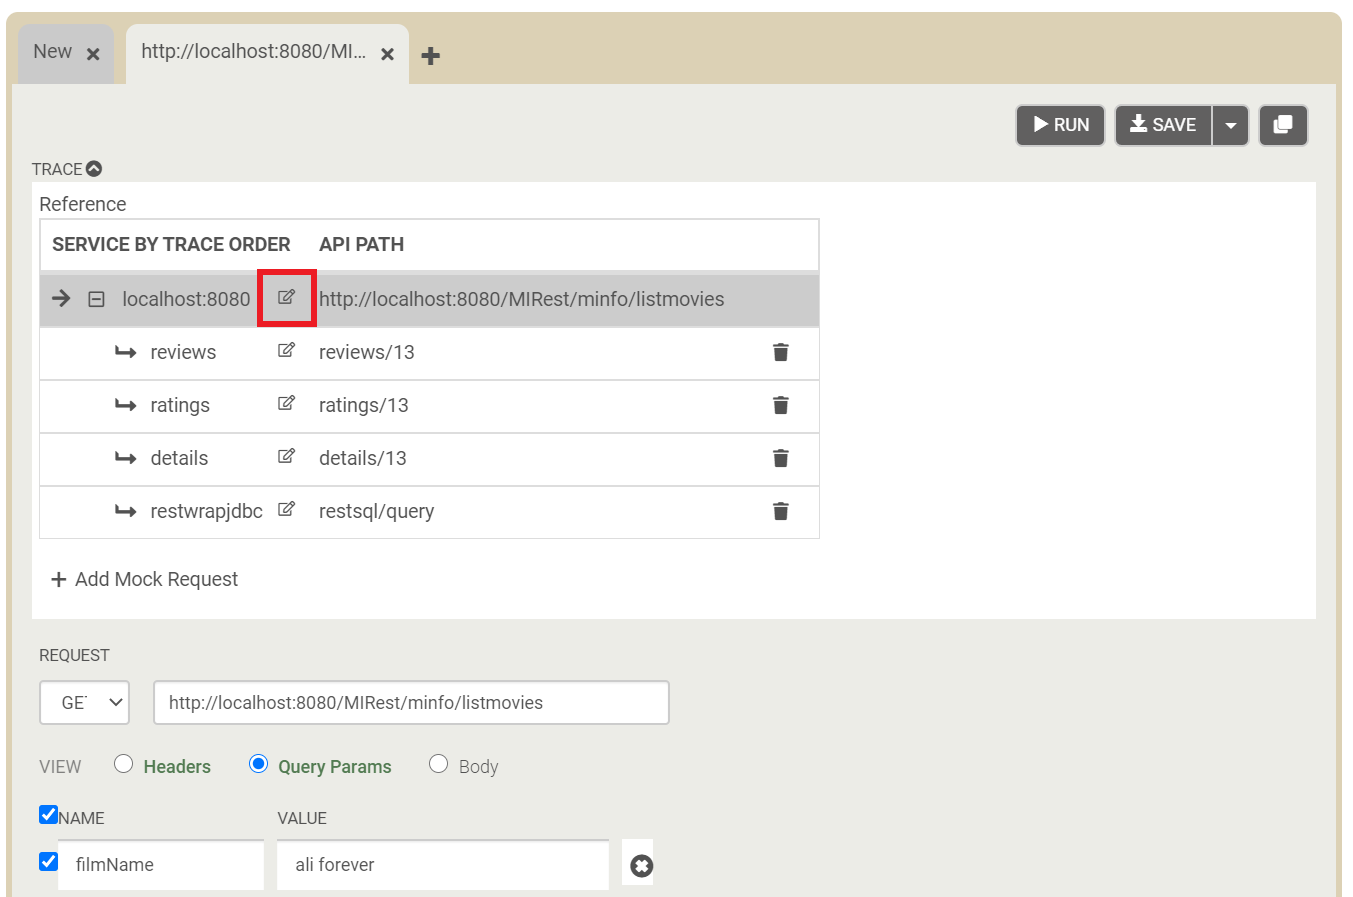 New
http://localhost:8080/MI...
RUN
SAVE
TRACE
Reference
SERVICE BY TRACE ORDER API PATH
localhost:8080 http://localhost:8080/MIRest/minfo/listmovies
reviews reviews/13
ratings ratings/13
details details/13
restwrapjdbc restsql/query
Add Mock Request
REQUEST
GET http://localhost:8080/MIRest/minfo/listmovies
VIEW Headers Query Params Body
NAME VALUE
filmName ali forever